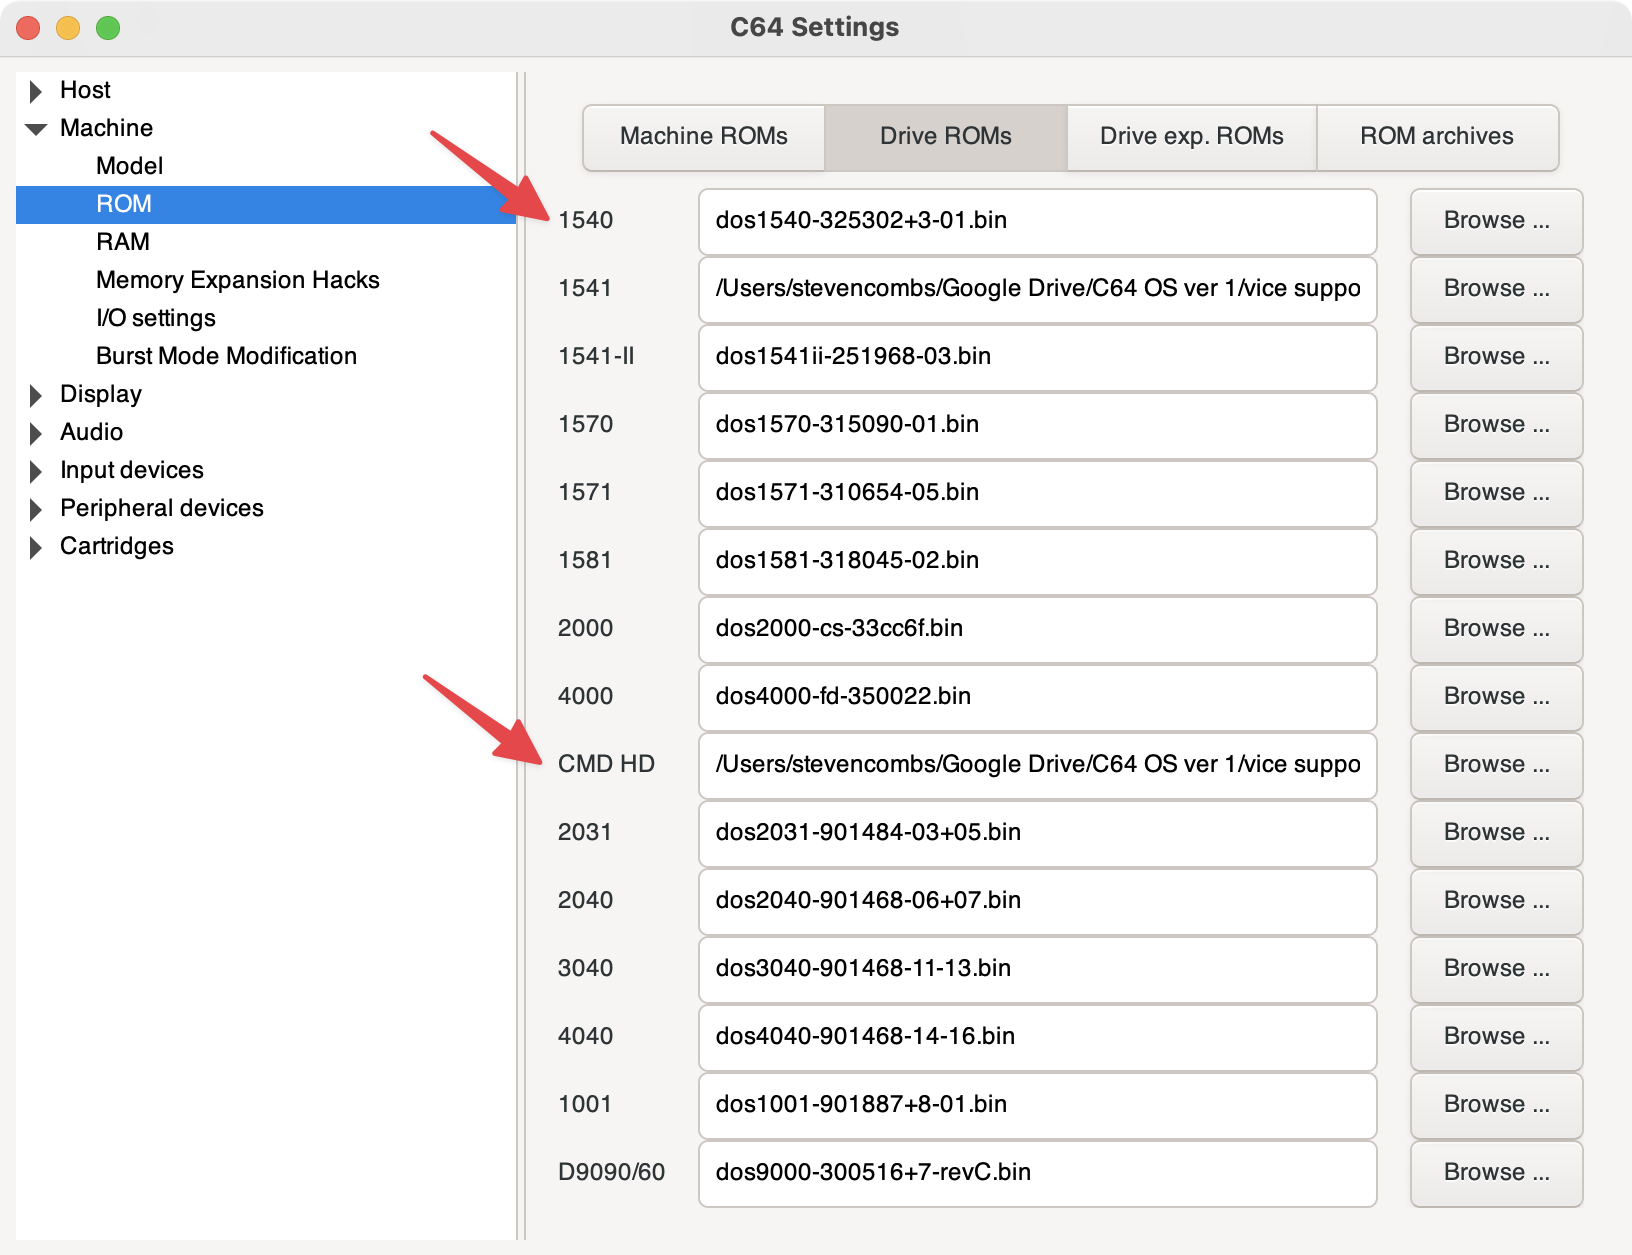 C64 Settings
Host
Machine
Model
ROM
RAM
Memory Expansion Hacks
I/O settings
Burst Mode Modification
Display
Audio
Input devices
Peripheral devices
Cartridges
Machine ROMs Drive ROMs Drive exp. ROMs ROM archives
1540 dos1540-325302+3-01.bin Browse ...
1541 /Users/stevencombs/Google Drive/C64 OS ver 1/vice suppo Browse ...
1541-II dos1541ii-251968-03.bin Browse ...
1570 dos1570-315090-01.bin Browse ...
1571 dos1571-310654-05.bin Browse ...
1581 dos1581-318045-02.bin Browse ...
2000 dos2000-cs-33cc6f.bin Browse ...
4000 dos4000-fd-350022.bin Browse ...
CMD HD /Users/stevencombs/Google Drive/C64 OS ver 1/vice suppo Browse ...
2031 dos2031-901484-03+05.bin Browse ...
2040 dos2040-901468-06+07.bin Browse ...
3040 dos3040-901468-11-13.bin Browse ...
4040 dos4040-901468-14-16.bin Browse ...
1001 dos1001-901887+8-01.bin Browse ...
D9090/60 dos9000-300516+7-revC.bin Browse ...